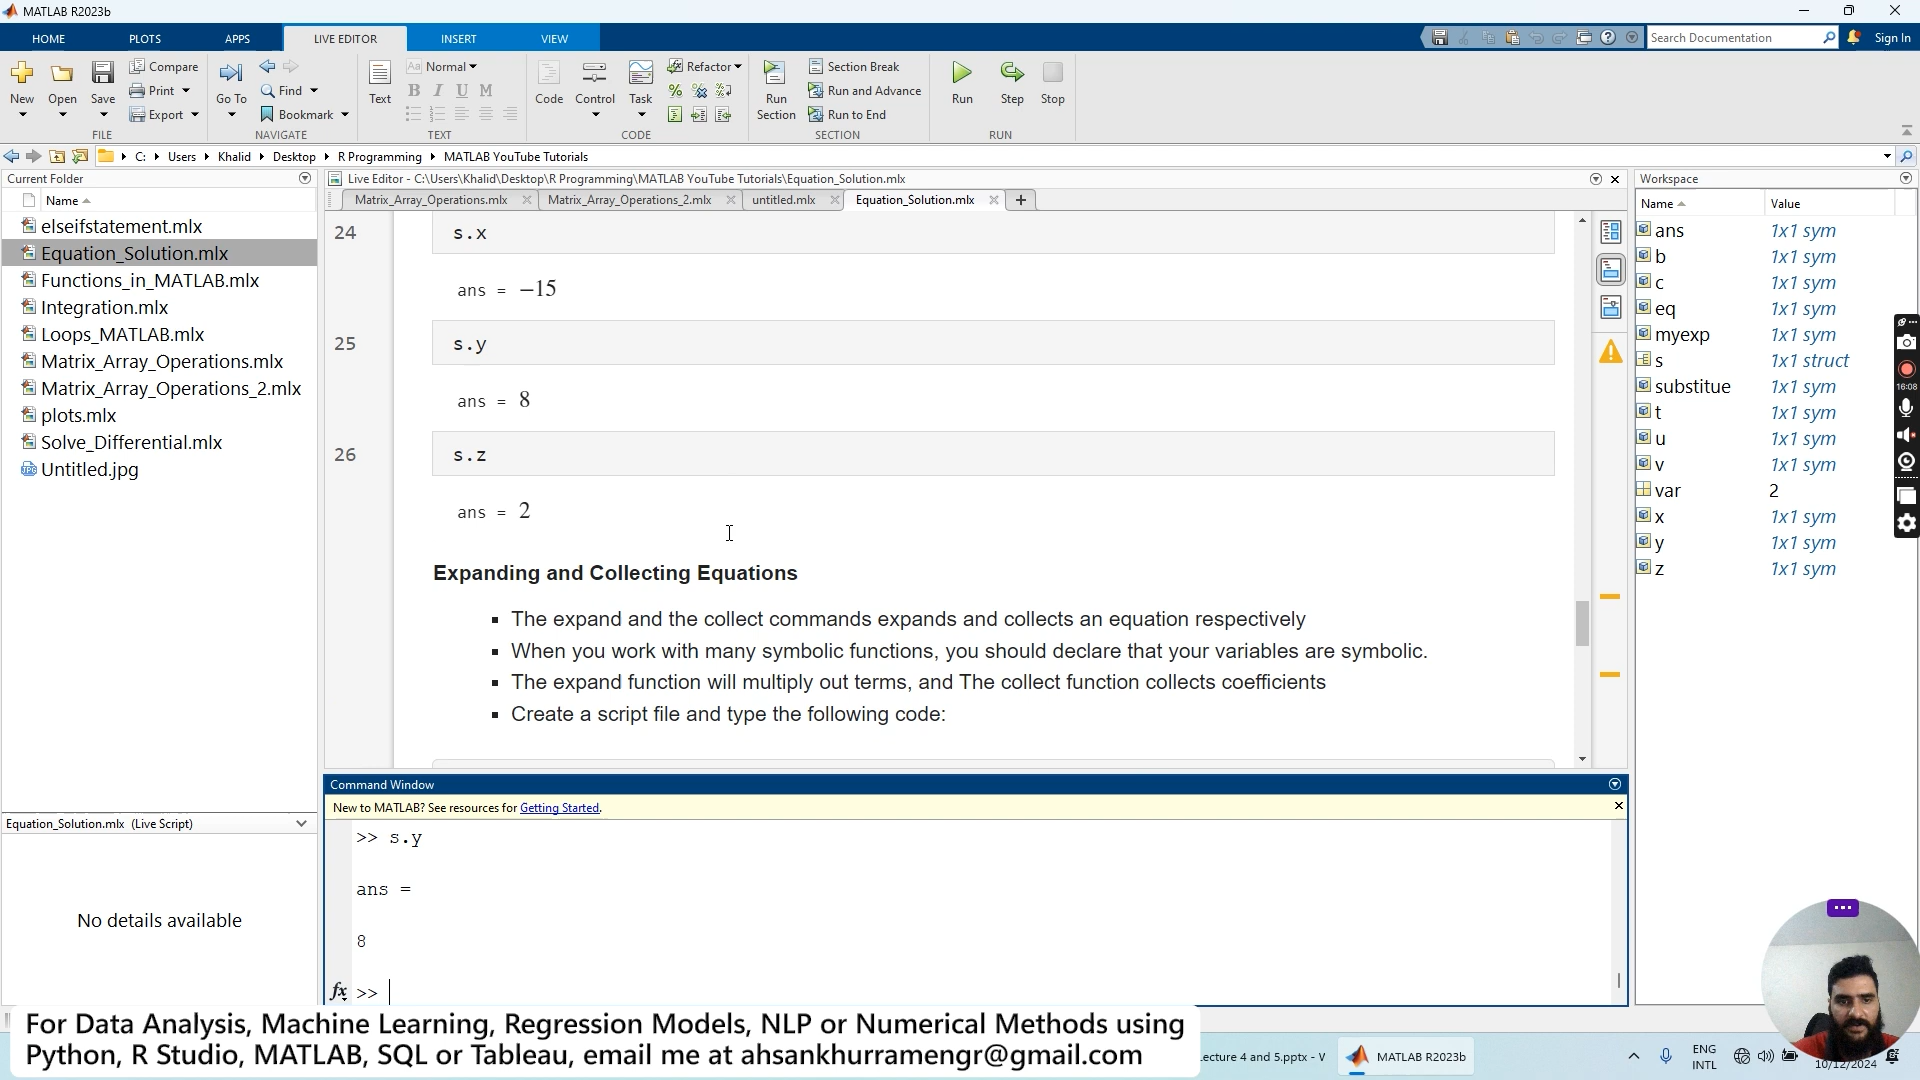 MATLAB R2023b
HOME
PLOTS
APPS
LIVE EDITOR
INSERT
VIEW
Search Documentation
Sign In
New
Open
Save
Compare
Print
Export
FILE
Go To
Find
Bookmark
NAVIGATE
Text
Aa Normal
B I U M
TEXT
Code
Control
Task
Refactor
CODE
Run
Section
Section Break
Run and Advance
Run to End
SECTION
Run
Step
Stop
RUN
C: Users Khalid Desktop R Programming MATLAB YouTube Tutorials
Current Folder
Name
elseifstatement.mlx
Equation_Solution.mlx
Functions_in_MATLAB.mlx
Integration.mlx
Loops_MATLAB.mlx
Matrix_Array_Operations.mlx
Matrix_Array_Operations_2.mlx
plots.mlx
Solve_Differential.mlx
Untitled.jpg
Equation_Solution.mlx (Live Script)
No details available
Live Editor - C:\Users\Khalid\Desktop\R Programming\MATLAB YouTube Tutorials\Equation_Solution.mlx
Matrix_Array_Operations.mlx
Matrix_Array_Operations_2.mlx
untitled.mlx
Equation_Solution.mlx
24 s.x
ans = −15
25 s.y
ans = 8
26 s.z
ans = 2
Expanding and Collecting Equations
The expand and the collect commands expands and collects an equation respectively
When you work with many symbolic functions, you should declare that your variables are symbolic.
The expand function will multiply out terms, and The collect function collects coefficients
Create a script file and type the following code:
Command Window
New to MATLAB? See resources for Getting Started.
>> s.y
ans =
8
fx >>
Workspace
Name Value
ans 1x1 sym
b 1x1 sym
c 1x1 sym
eq 1x1 sym
myexp 1x1 sym
s 1x1 struct
substitue 1x1 sym
t 1x1 sym
u 1x1 sym
v 1x1 sym
var 2
x 1x1 sym
y 1x1 sym
z 1x1 sym
16:08
For Data Analysis, Machine Learning, Regression Models, NLP or Numerical Methods using
Python, R Studio, MATLAB, SQL or Tableau, email me at ahsankhurramengr@gmail.com
ecture 4 and 5.pptx - V
MATLAB R2023b
ENG
INTL
10/12/2024